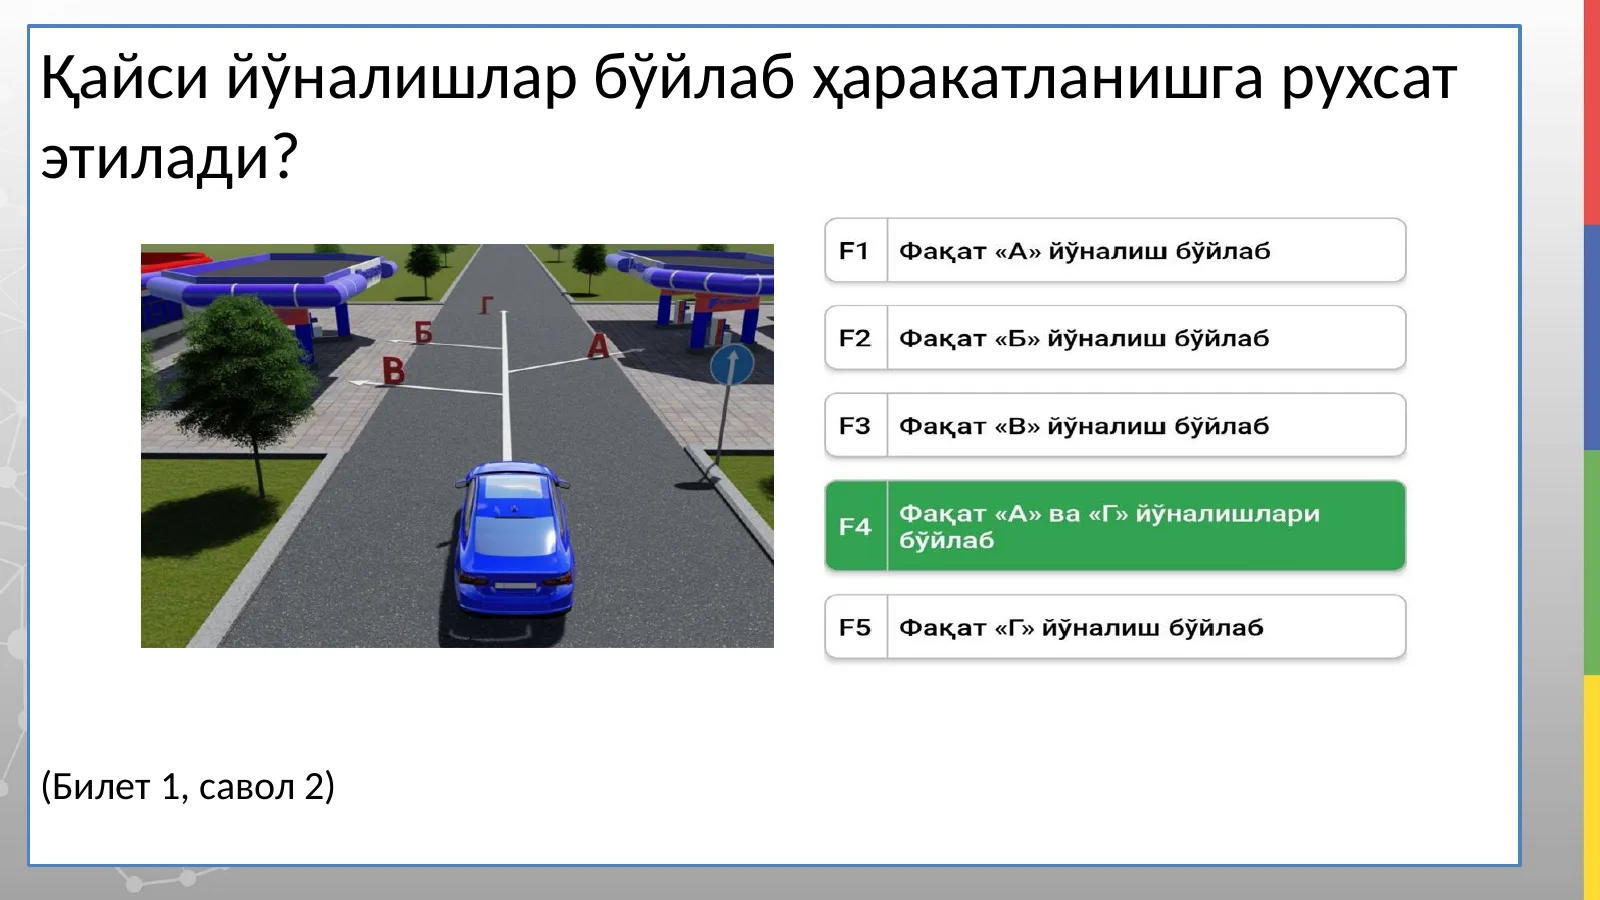 Қайси йўналишлар бўйлаб ҳаракатланишга рухсат
этилади?
Г
Б
А
В
F1 Фақат «А» йўналиш бўйлаб
F2 Фақат «Б» йўналиш бўйлаб
F3 Фақат «В» йўналиш бўйлаб
F4 Фақат «А» ва «Г» йўналишлари
бўйлаб
F5 Фақат «Г» йўналиш бўйлаб
(Билет 1, савол 2)